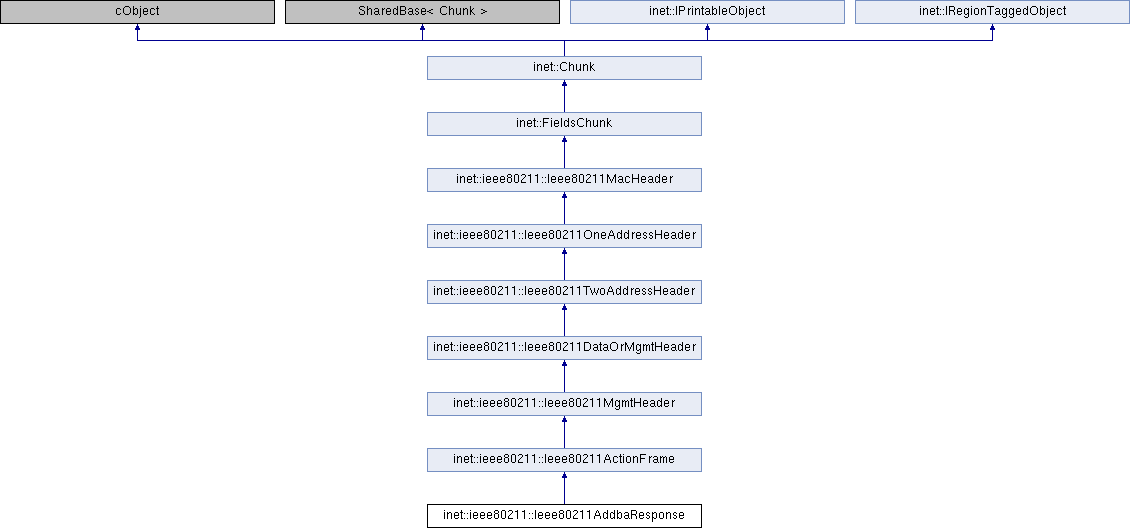 cObject
SharedBase< Chunk >
inet::IPrintableObject
inet::IRegionTaggedObject
inet::Chunk
inet::FieldsChunk
inet::ieee80211::Ieee80211MacHeader
inet::ieee80211::Ieee80211OneAddressHeader
inet::ieee80211::Ieee80211TwoAddressHeader
inet::ieee80211::Ieee80211DataOrMgmtHeader
inet::ieee80211::Ieee80211MgmtHeader
inet::ieee80211::Ieee80211ActionFrame
inet::ieee80211::Ieee80211AddbaResponse